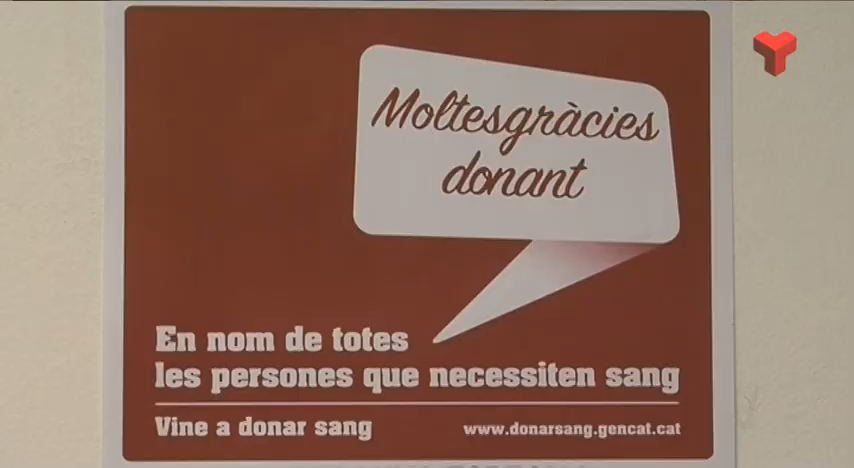 Moltesgràcies
donant
En nom de totes
les persones que necessiten sang
Vine a donar sang
www.donarsang.gencat.cat